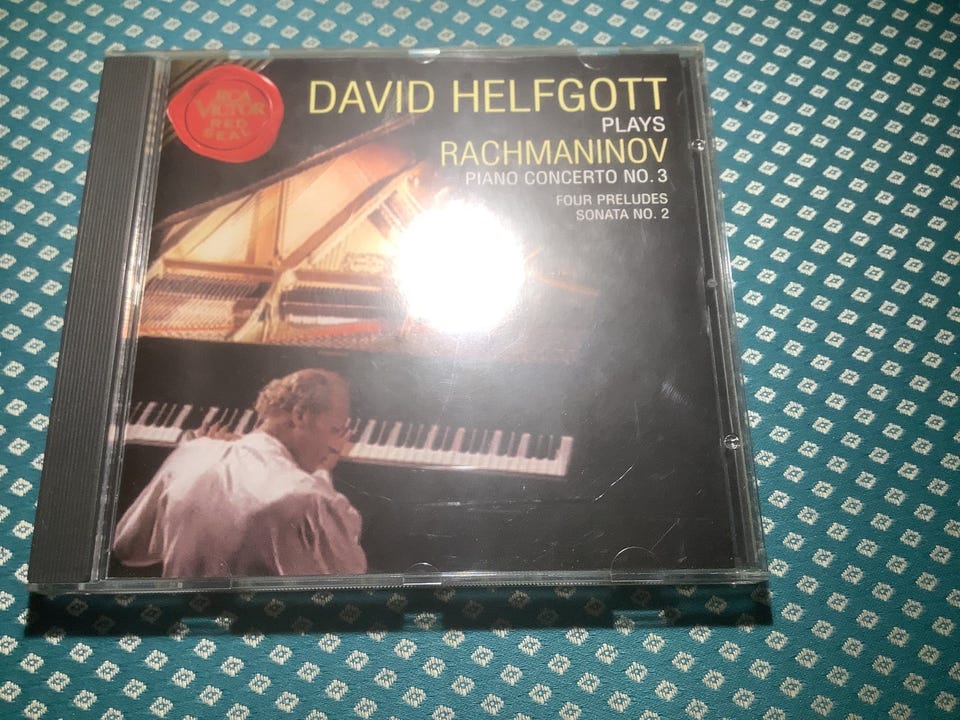 RCA
VICTOR
RED
SEAL
DAVID HELFGOTT
PLAYS
RACHMANINOV
PIANO CONCERTO NO. 3
FOUR PRELUDES
SONATA NO. 2